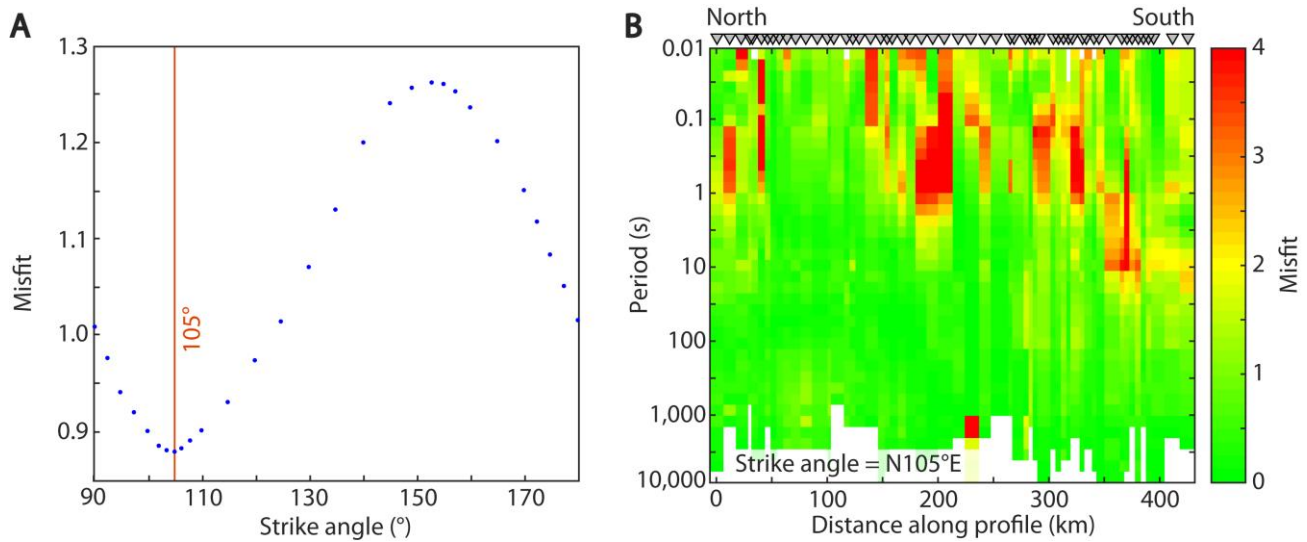 A
1.3
1.2
1.1
1.0
0.9
Misfit
105°
90
110
130
150
170
Strike angle (°)
B
North
South
0.01
0.1
1
10
100
1,000
10,000
Period (s)
Strike angle = N105°E
0
100
200
300
400
Distance along profile (km)
4
3
2
1
0
Misfit